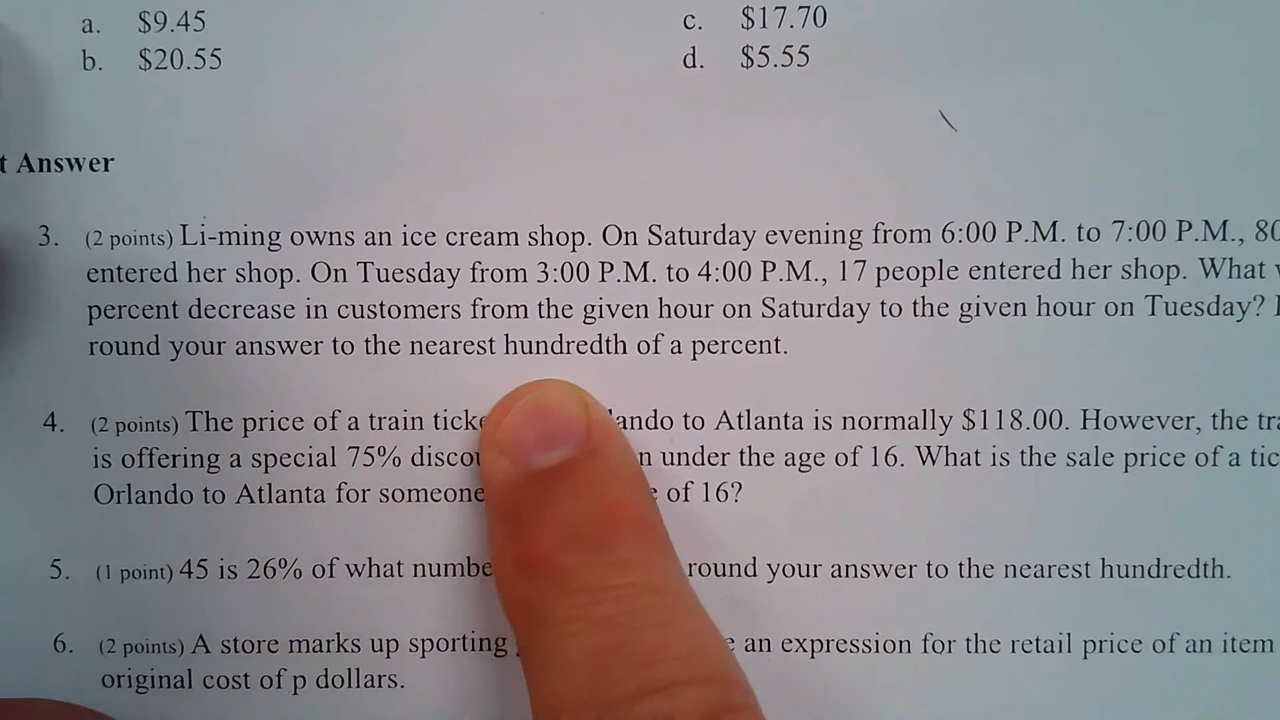 a. $9.45 c. $17.70
b. $20.55 d. $5.55
Answer
3. (2 points) Li-ming owns an ice cream shop. On Saturday evening from 6:00 P.M. to 7:00 P.M.,
entered her shop. On Tuesday from 3:00 P.M. to 4:00 P.M., 17 people entered her shop. What
percent decrease in customers from the given hour on Saturday to the given hour on Tuesday?
round your answer to the nearest hundredth of a percent.
4. (2 points) The price of a train to Atlanta is normally $118.00. However, the
is offering a special 75% under the age of 16. What is the sale price of a
Orlando to Atlanta for someone of 16?
5. (1 point) 45 is 26% of what round your answer to the nearest hundredth.
6. (2 points) A store marks up sporting an expression for the retail price of an item
original cost of p dollars.